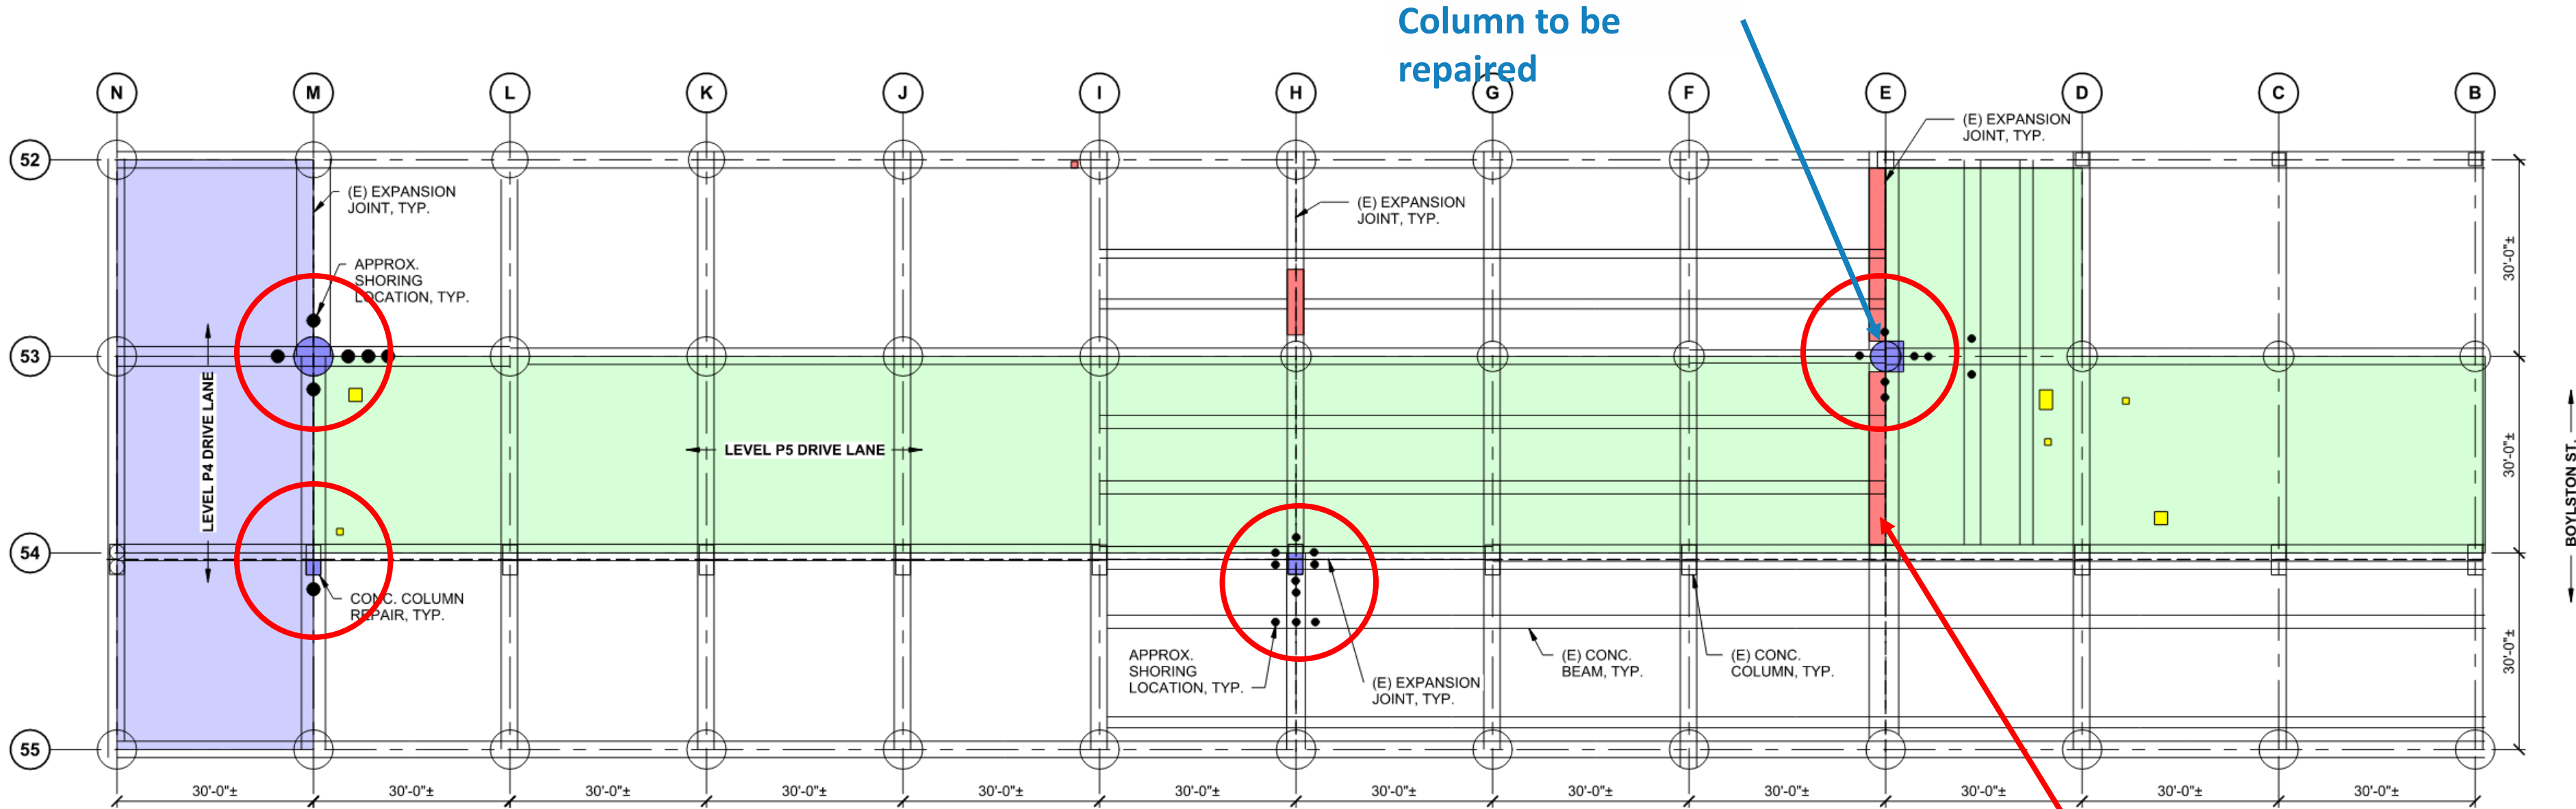 Column to be
repaired
N
M
L
K
J
I
H
G
F
E
D
C
B
(E) EXPANSION
JOINT, TYP.
52
(E) EXPANSION
JOINT, TYP.
(E) EXPANSION
JOINT, TYP.
30'-0"±
APPROX.
SHORING
LOCATION, TYP.
53
LEVEL P4 DRIVE LANE
LEVEL P5 DRIVE LANE
30'-0"±
BOYLSTON ST.
54
CONC. COLUMN
REPAIR, TYP.
APPROX.
SHORING
LOCATION, TYP.
(E) EXPANSION
JOINT, TYP.
(E) CONC.
BEAM, TYP.
(E) CONC.
COLUMN, TYP.
30'-0"±
55
30'-0"±
30'-0"±
30'-0"±
30'-0"±
30'-0"±
30'-0"±
30'-0"±
30'-0"±
30'-0"±
30'-0"±
30'-0"±
30'-0"±